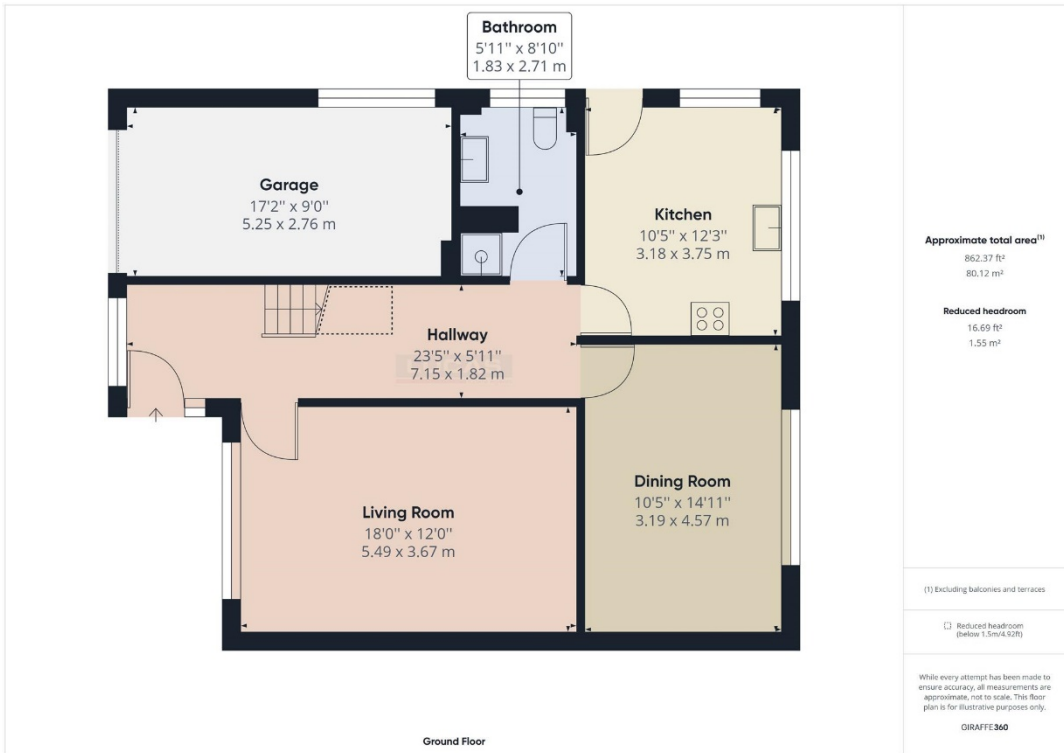 Bathroom
5'11'' x 8'10''
1.83 x 2.71 m
Garage
17'2'' x 9'0''
5.25 x 2.76 m
Kitchen
10'5'' x 12'3''
3.18 x 3.75 m
Hallway
23'5'' x 5'11''
7.15 x 1.82 m
Living Room
18'0'' x 12'0''
5.49 x 3.67 m
Dining Room
10'5'' x 14'11''
3.19 x 4.57 m
Ground Floor
Approximate total area(1)
862.37 ft²
80.12 m²
Reduced headroom
16.69 ft²
1.55 m²
(1) Excluding balconies and terraces
Reduced headroom
(below 1.5m/4.92ft)
While every attempt has been made to
ensure accuracy, all measurements are
approximate, not to scale. This floor
plan is for illustrative purposes only.
GIRAFFE360